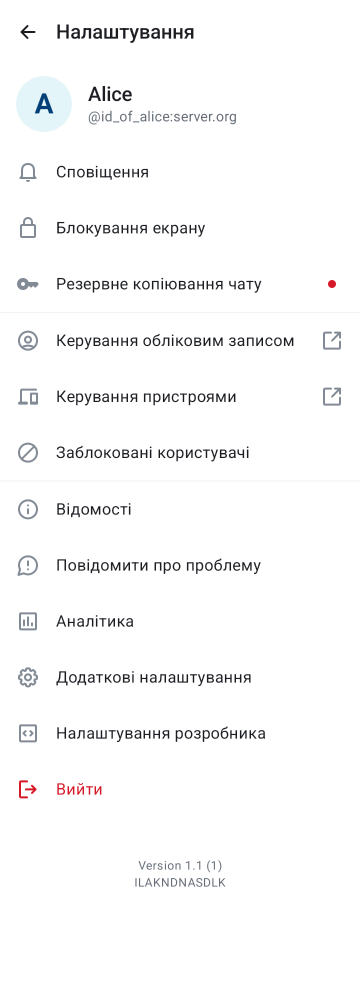 Налаштування
A
Alice
@id_of_alice:server.org
Сповіщення
Блокування екрану
Резервне копіювання чату
Керування обліковим записом
Керування пристроями
Заблоковані користувачі
Відомості
Повідомити про проблему
Аналітика
Додаткові налаштування
Налаштування розробника
Вийти
Version 1.1 (1)
ILAKNDNASDLK